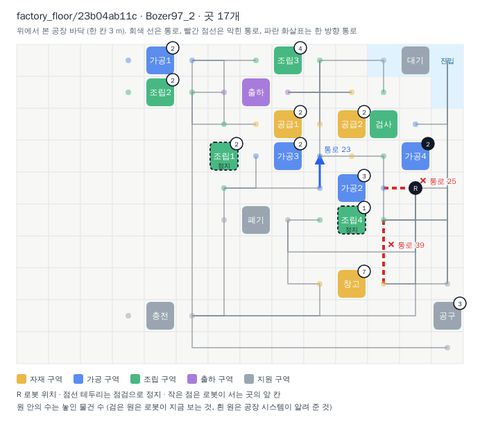 factory_floor/23b04ab11c · Bozer97_2 · 곳 17개
위에서 본 공장 바닥 (한 칸 3 m). 회색 선은 통로, 빨간 점선은 막힌 통로, 파란 화살표는 한 방향 통로
2
4
가공1
조립3
대기
진입
2
조립2
출하
2
2
공급1
공급2
검사
2
2
2
조립1
정지
가공3
통로 23
가공4
3
가공2
R
✕ 통로 25
1
폐기
조립4
정지
✕ 통로 39
7
창고
3
충전
공구
자재 구역
가공 구역
조립 구역
출하 구역
지원 구역
R 로봇 위치 · 점선 테두리는 점검으로 정지 · 작은 점은 로봇이 서는 곳의 앞 칸
원 안의 수는 놓인 물건 수 (검은 원은 로봇이 지금 보는 것, 흰 원은 공장 시스템이 알려 준 것)